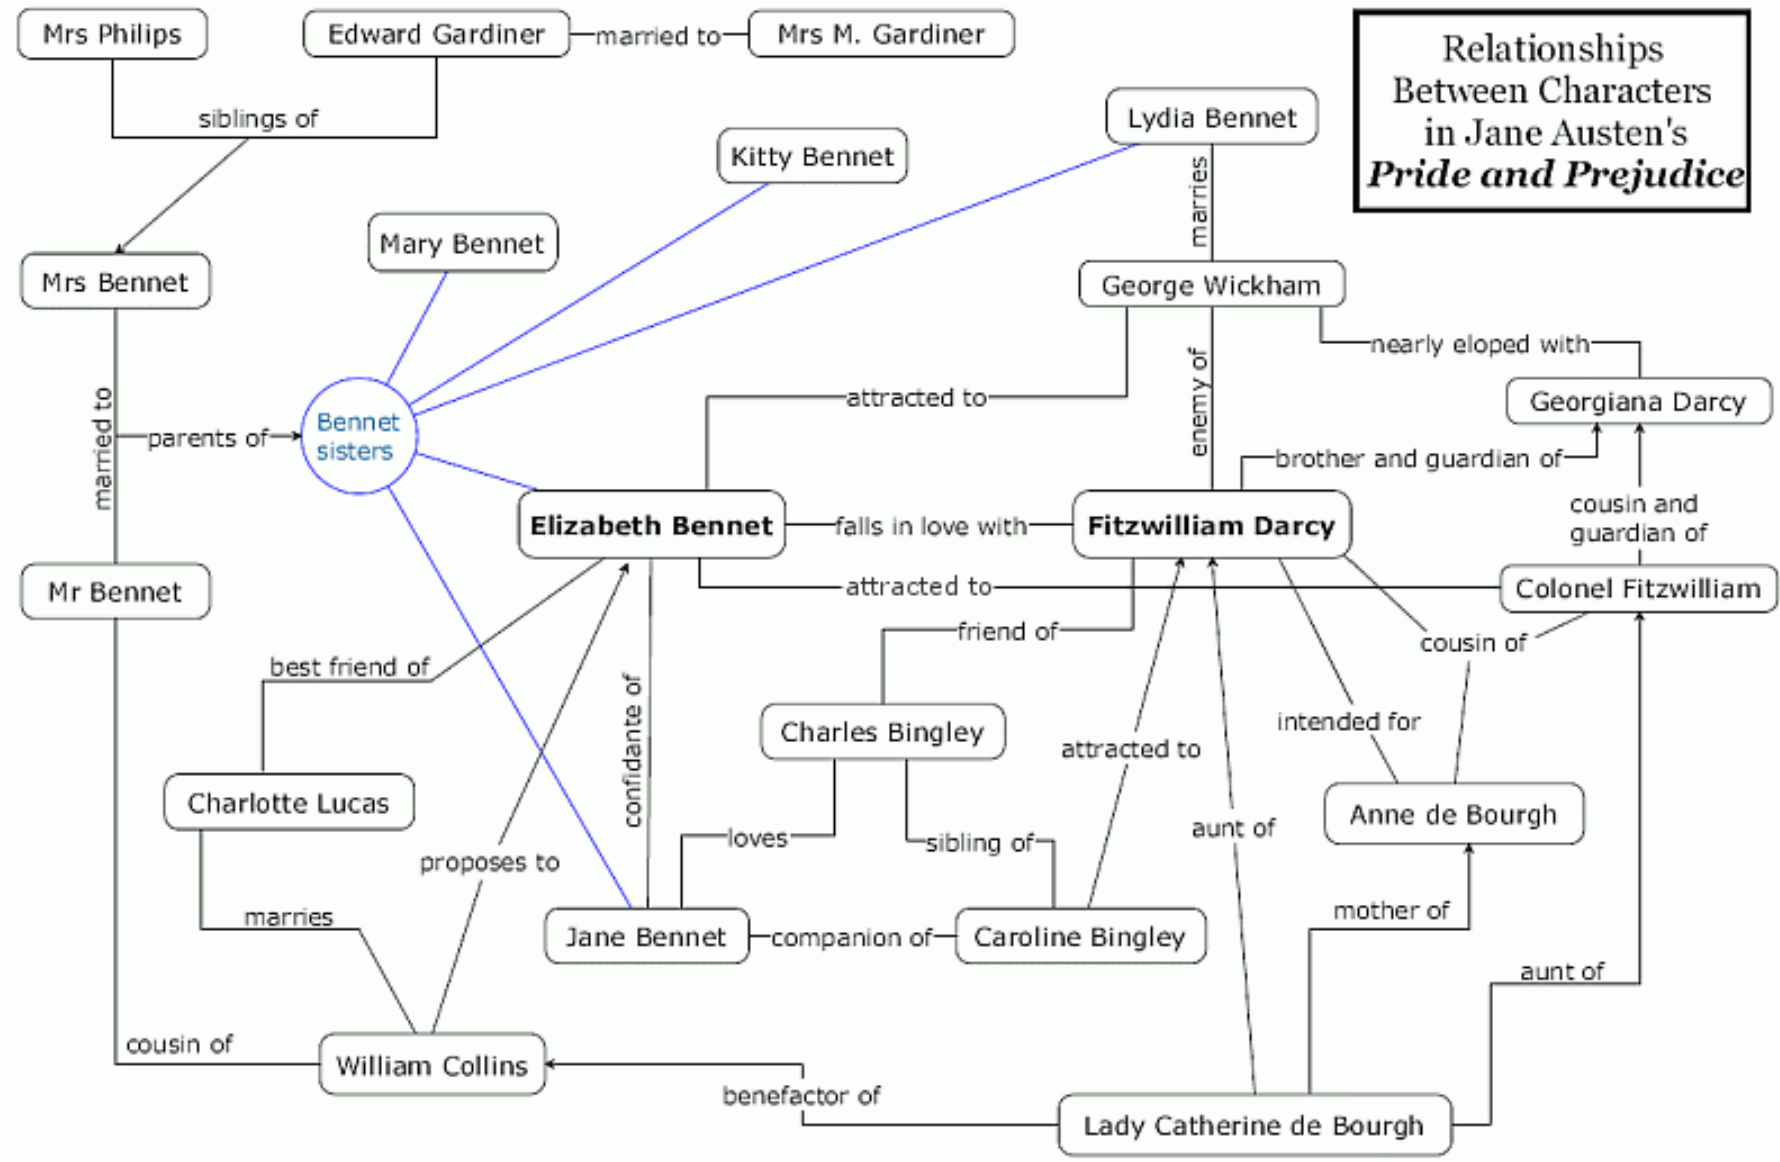 Mrs Philips
Edward Gardiner
married to
Mrs M. Gardiner
Relationships
Between Characters
in Jane Austen's
Pride and Prejudice
siblings of
Lydia Bennet
Kitty Bennet
marries
Mary Bennet
Mrs Bennet
George Wickham
nearly eloped with
Georgiana Darcy
married to
parents of
Bennet
sisters
attracted to
enemy of
brother and guardian of
cousin and
guardian of
Elizabeth Bennet
falls in love with
Fitzwilliam Darcy
Mr Bennet
attracted to
Colonel Fitzwilliam
friend of
cousin of
best friend of
confidante of
Charles Bingley
attracted to
intended for
Charlotte Lucas
Anne de Bourgh
loves
sibling of
aunt of
proposes to
marries
Jane Bennet
companion of
Caroline Bingley
mother of
aunt of
cousin of
William Collins
benefactor of
Lady Catherine de Bourgh